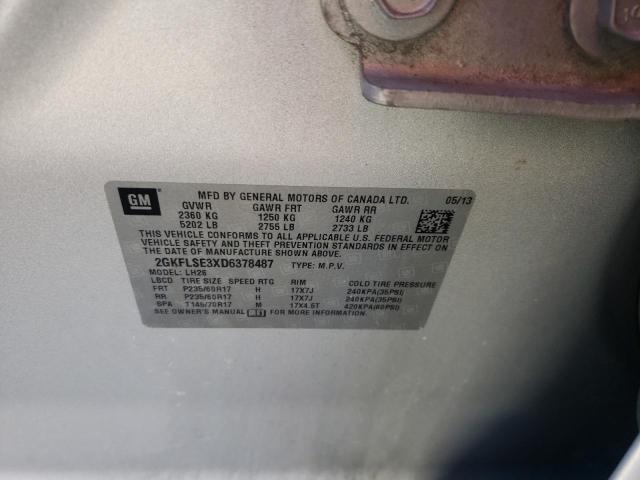 GM
MFD BY GENERAL MOTORS OF CANADA LTD. 05/13
GVWR GAWR FRT GAWR RR
2360 KG 1250 KG 1240 KG
5202 LB 2755 LB 2733 LB
THIS VEHICLE CONFORMS TO ALL APPLICABLE U.S. FEDERAL MOTOR
VEHICLE SAFETY AND THEFT PREVENTION STANDARDS IN EFFECT ON
THE DATE OF MANUFACTURE SHOWN ABOVE.
2GKFLSE3XD6378487 TYPE: M.P.V.
MODEL: LH26
LBCD TIRE SIZE SPEED RTG RIM COLD TIRE PRESSURE
FRT P235/60R17 H 17X7J 240KPA(35PSI)
RR P235/60R17 H 17X7J 240KPA(35PSI)
SPA T145/70R17 M 17X4.5T 420KPA(60PSI)
SEE OWNER'S MANUAL FOR MORE INFORMATION.